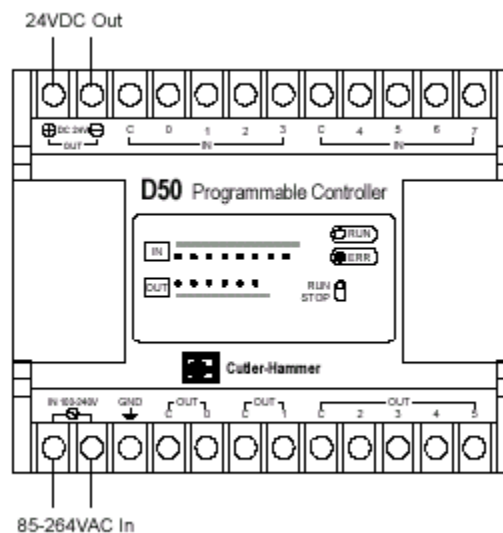 24VDC Out
DC 24V C 0 1 2 3 C 4 5 6 7
OUT IN IN
D50 Programmable Controller
IN RUN
ERR
OUT RUN
STOP
Cutler-Hammer
IN 100-240V GND OUT OUT OUT
C 0 C 1 C 2 3 4 5
85-264VAC In